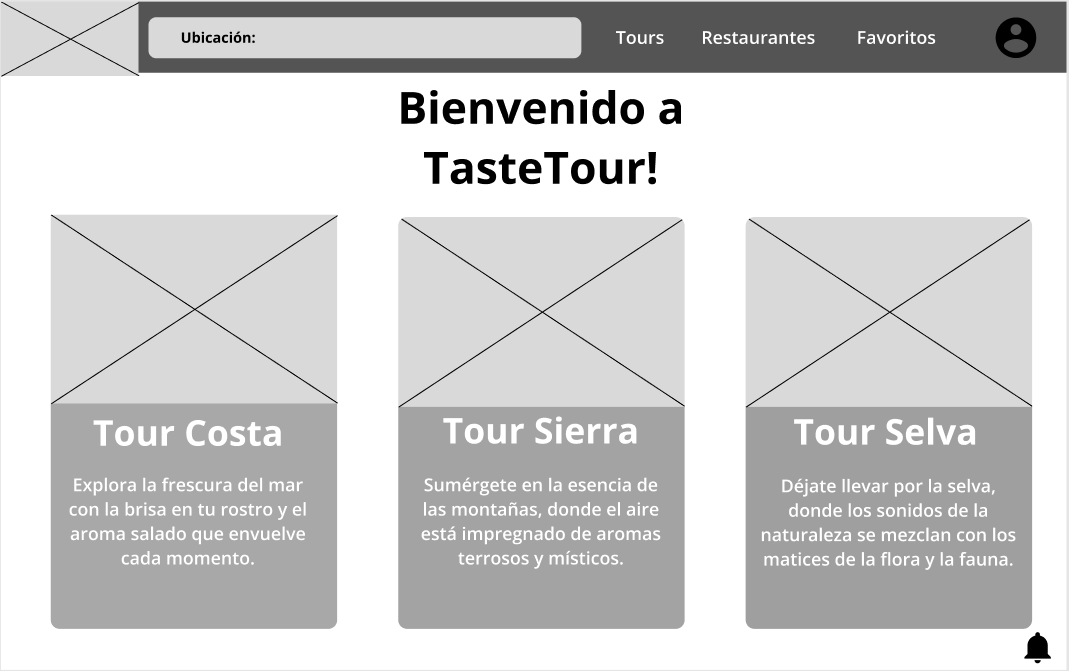 Ubicación:
Tours
Restaurantes
Favoritos
Bienvenido a
TasteTour!
Tour Costa
Explora la frescura del mar
con la brisa en tu rostro y el
aroma salado que envuelve
cada momento.
Tour Sierra
Sumérgete en la esencia de
las montañas, donde el aire
está impregnado de aromas
terrosos y místicos.
Tour Selva
Déjate llevar por la selva,
donde los sonidos de la
naturaleza se mezclan con los
matices de la flora y la fauna.